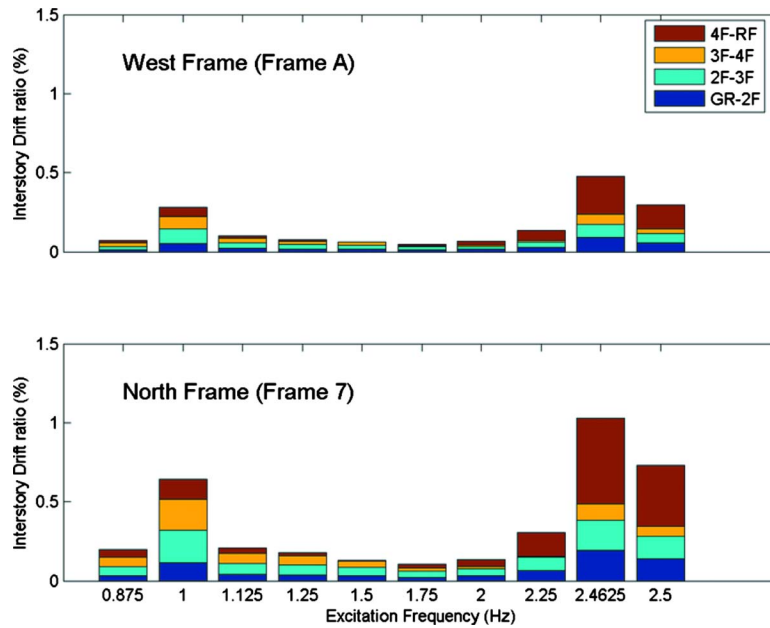 1.5
1
0.5
0
Interstory Drift ratio (%)
West Frame (Frame A)
4F-RF
3F-4F
2F-3F
GR-2F
1.5
1
0.5
0
Interstory Drift ratio (%)
North Frame (Frame 7)
0.875 1 1.125 1.25 1.5 1.75 2 2.25 2.4625 2.5
Excitation Frequency (Hz)